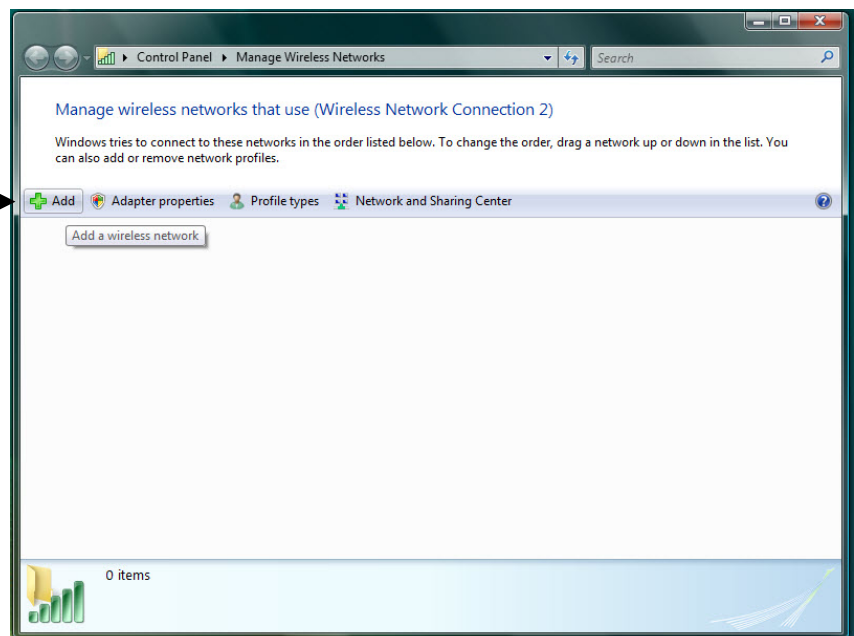 Control Panel Manage Wireless Networks Search
Manage wireless networks that use (Wireless Network Connection 2)
Windows tries to connect to these networks in the order listed below. To change the order, drag a network up or down in the list. You
can also add or remove network profiles.
Add Adapter properties Profile types Network and Sharing Center
Add a wireless network
0 items